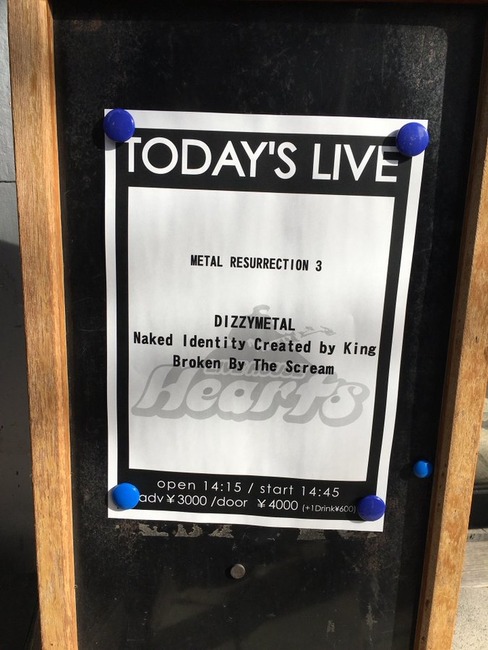 TODAY'S LIVE
METAL RESURRECTION 3
DIZZYMETAL
Naked Identity Created by King
Broken By The Scream
Hearts
open 14:15 / start 14:45
adv ¥3000 /door ¥4000 (+1Drink¥600)